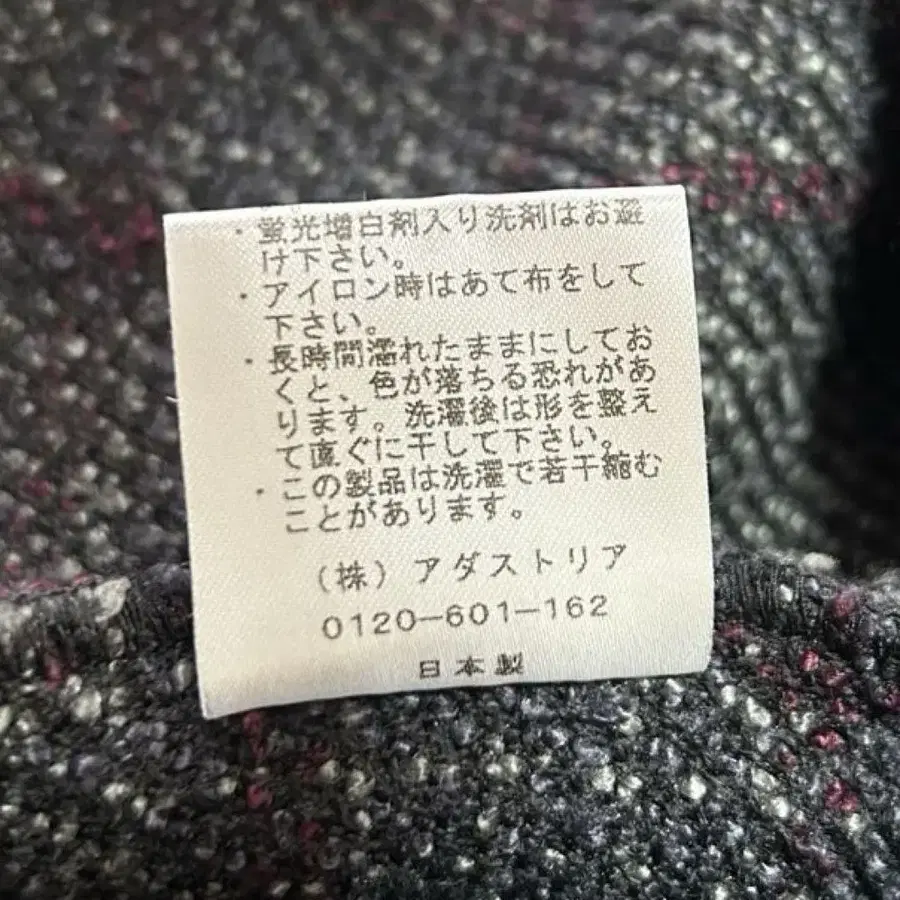 ・蛍光増白剤入り洗剤はお避
け下さい。
・アイロン時はあて布をして
下さい。
・長時間濡れたままにしてお
くと、色が落ちる恐れがあ
ります。洗濯後は形を整え
て直ぐに干して下さい。
・この製品は洗濯で若干縮む
ことがあります。
(株)アダストリア
0120-601-162
日本製